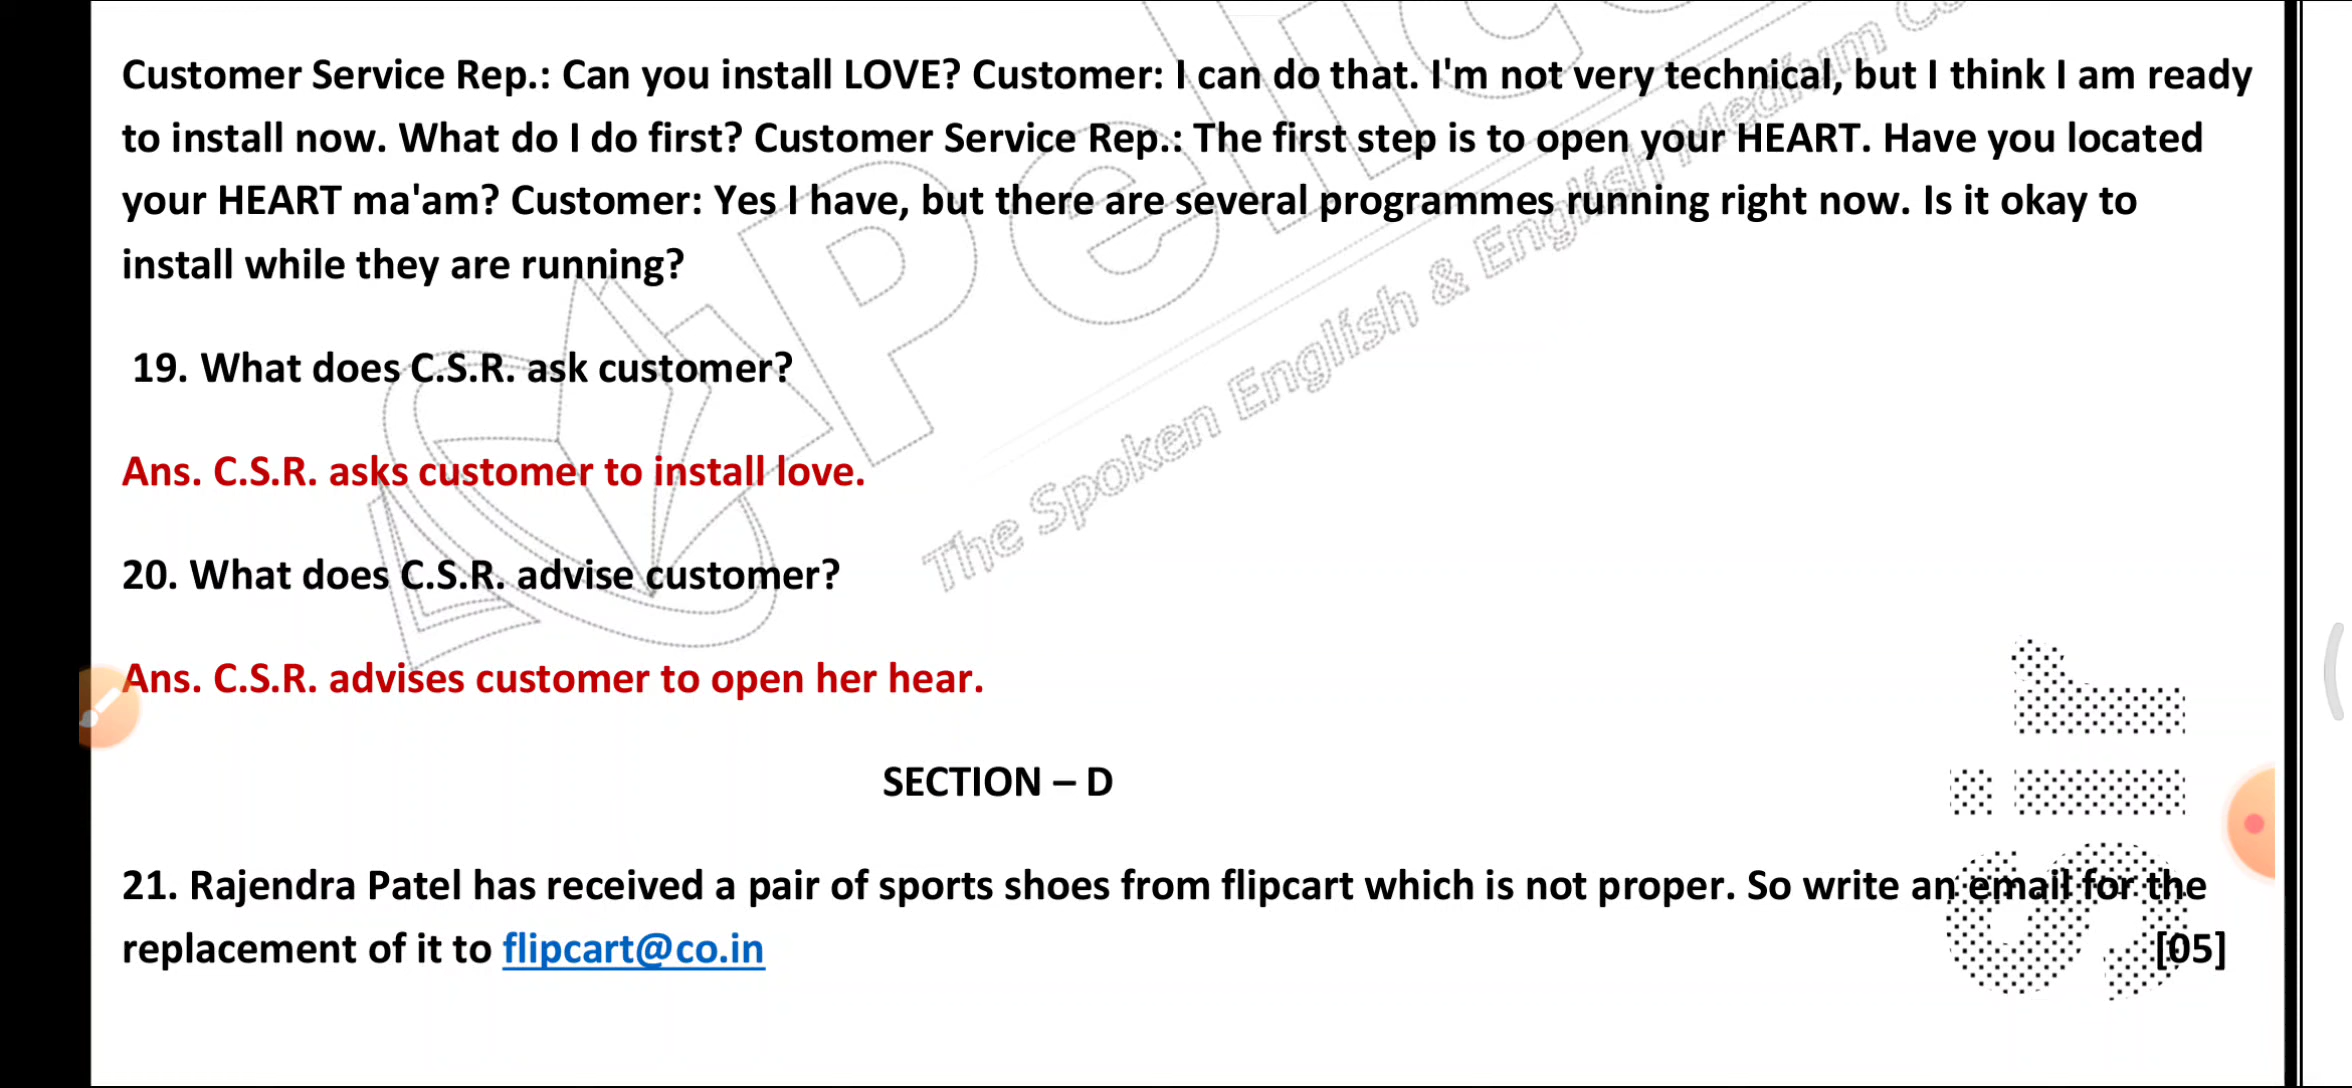 Customer Service Rep.: Can you install LOVE? Customer: I can do that. I'm not very technical, but I think I am ready
to install now. What do I do first? Customer Service Rep.: The first step is to open your HEART. Have you located
your HEART ma'am? Customer: Yes I have, but there are several programmes running right now. Is it okay to
install while they are running?
19. What does C.S.R. ask customer?
Ans. C.S.R. asks customer to install love.
20. What does C.S.R. advise customer?
Ans. C.S.R. advises customer to open her hear.
SECTION – D
21. Rajendra Patel has received a pair of sports shoes from flipcart which is not proper. So write an email for the
replacement of it to flipcart@co.in [05]
The Spoken English & English Medium